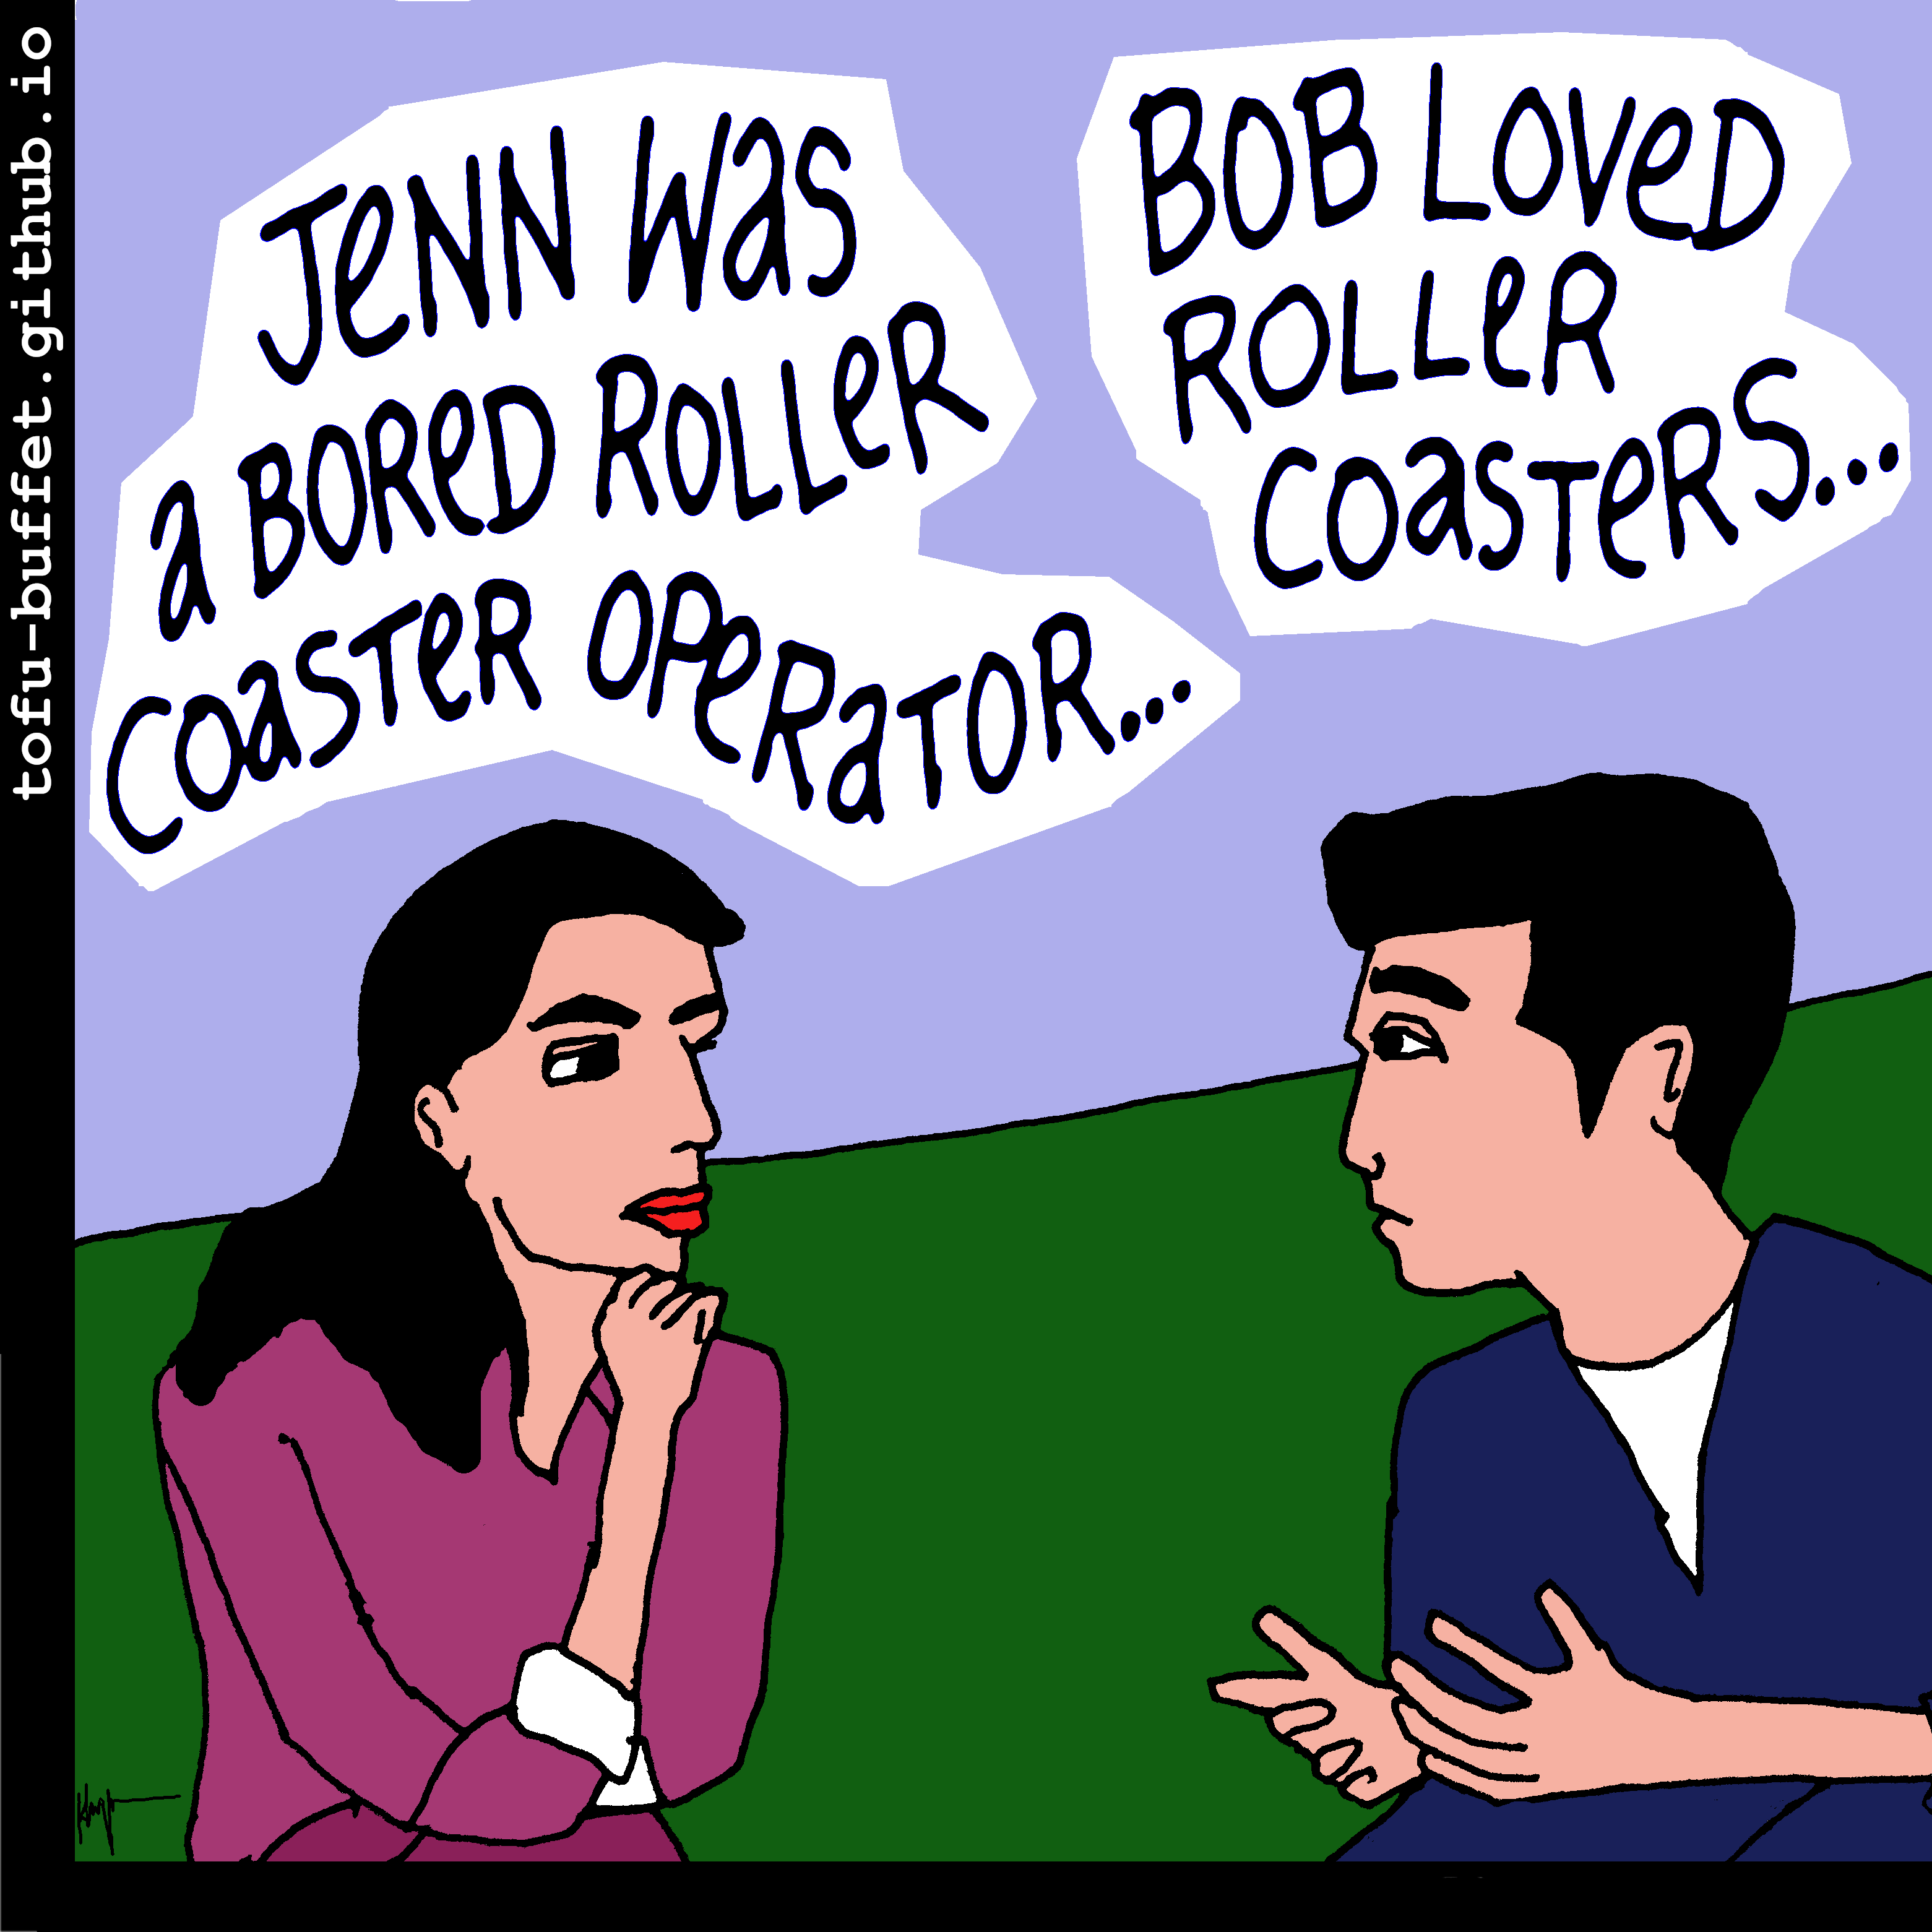 tofu-buffet.github.io
JeNN Was
a BOReD ROLLeR
COasTeR OPeRaTOR...
BOB LOVeD
ROLLeR
COasTeRS...